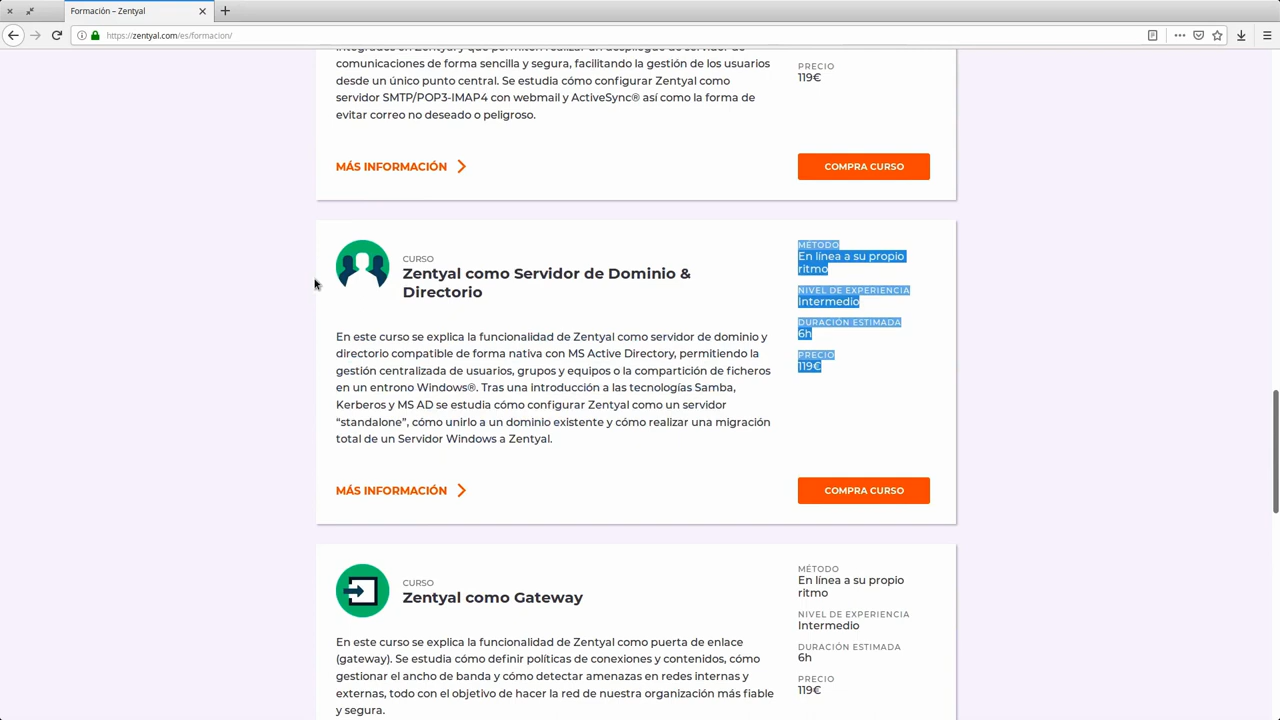 Formación – Zentyal
https://zentyal.com/es/formacion/
integrados en Zentyal y que permiten realizar un despliegue de servidor de
comunicaciones de forma sencilla y segura, facilitando la gestión de los usuarios
desde un único punto central. Se estudia cómo configurar Zentyal como
servidor SMTP/POP3-IMAP4 con webmail y ActiveSync® así como la forma de
evitar correo no deseado o peligroso.
PRECIO
119€
MÁS INFORMACIÓN
COMPRA CURSO
CURSO
Zentyal como Servidor de Dominio &
Directorio
En este curso se explica la funcionalidad de Zentyal como servidor de dominio y
directorio compatible de forma nativa con MS Active Directory, permitiendo la
gestión centralizada de usuarios, grupos y equipos o la compartición de ficheros
en un entrono Windows®. Tras una introducción a las tecnologías Samba,
Kerberos y MS AD se estudia cómo configurar Zentyal como un servidor
“standalone”, cómo unirlo a un dominio existente y cómo realizar una migración
total de un Servidor Windows a Zentyal.
MÉTODO
En línea a su propio
ritmo
NIVEL DE EXPERIENCIA
Intermedio
DURACIÓN ESTIMADA
6h
PRECIO
119€
MÁS INFORMACIÓN
COMPRA CURSO
CURSO
Zentyal como Gateway
En este curso se explica la funcionalidad de Zentyal como puerta de enlace
(gateway). Se estudia cómo definir políticas de conexiones y contenidos, cómo
gestionar el ancho de banda y cómo detectar amenazas en redes internas y
externas, todo con el objetivo de hacer la red de nuestra organización más fiable
y segura.
MÉTODO
En línea a su propio
ritmo
NIVEL DE EXPERIENCIA
Intermedio
DURACIÓN ESTIMADA
6h
PRECIO
119€